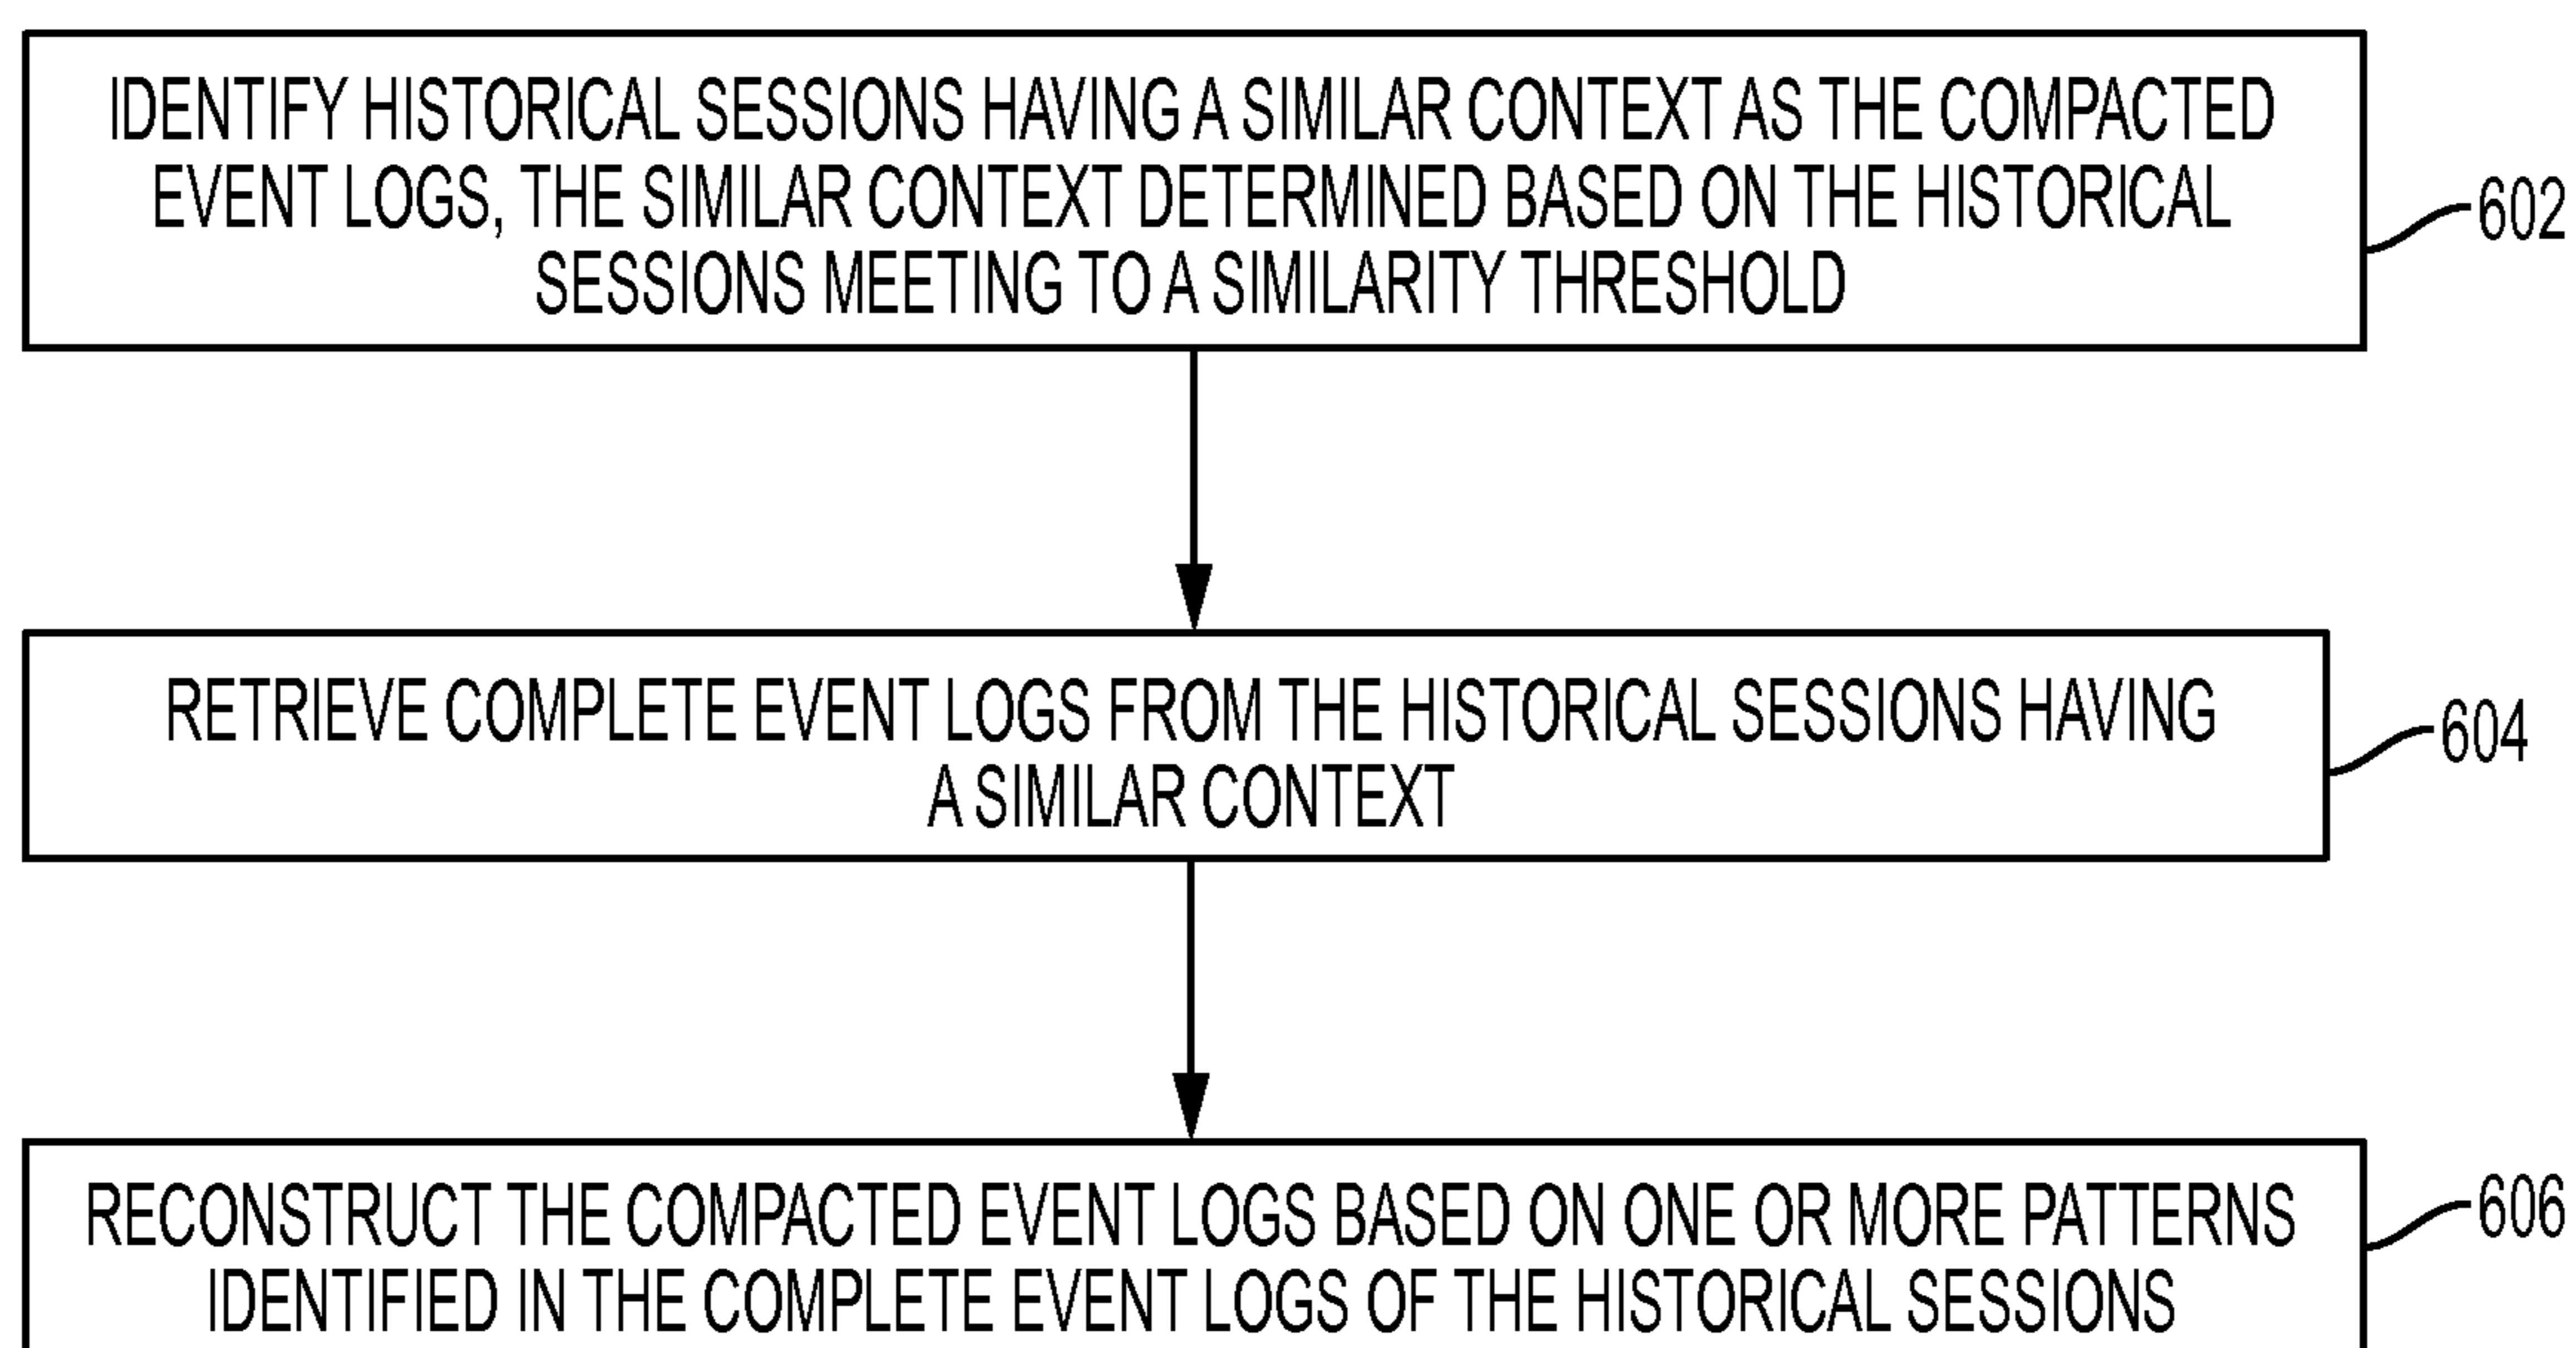 IDENTIFY HISTORICAL SESSIONS HAVING A SIMILAR CONTEXT AS THE COMPACTED
EVENT LOGS, THE SIMILAR CONTEXT DETERMINED BASED ON THE HISTORICAL
SESSIONS MEETING TO A SIMILARITY THRESHOLD
602
RETRIEVE COMPLETE EVENT LOGS FROM THE HISTORICAL SESSIONS HAVING
A SIMILAR CONTEXT
604
RECONSTRUCT THE COMPACTED EVENT LOGS BASED ON ONE OR MORE PATTERNS
IDENTIFIED IN THE COMPLETE EVENT LOGS OF THE HISTORICAL SESSIONS
606